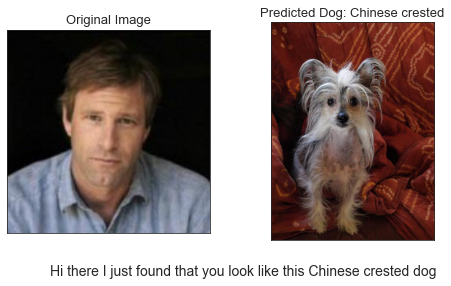 Original Image
Predicted Dog: Chinese crested
Hi there I just found that you look like this Chinese crested dog